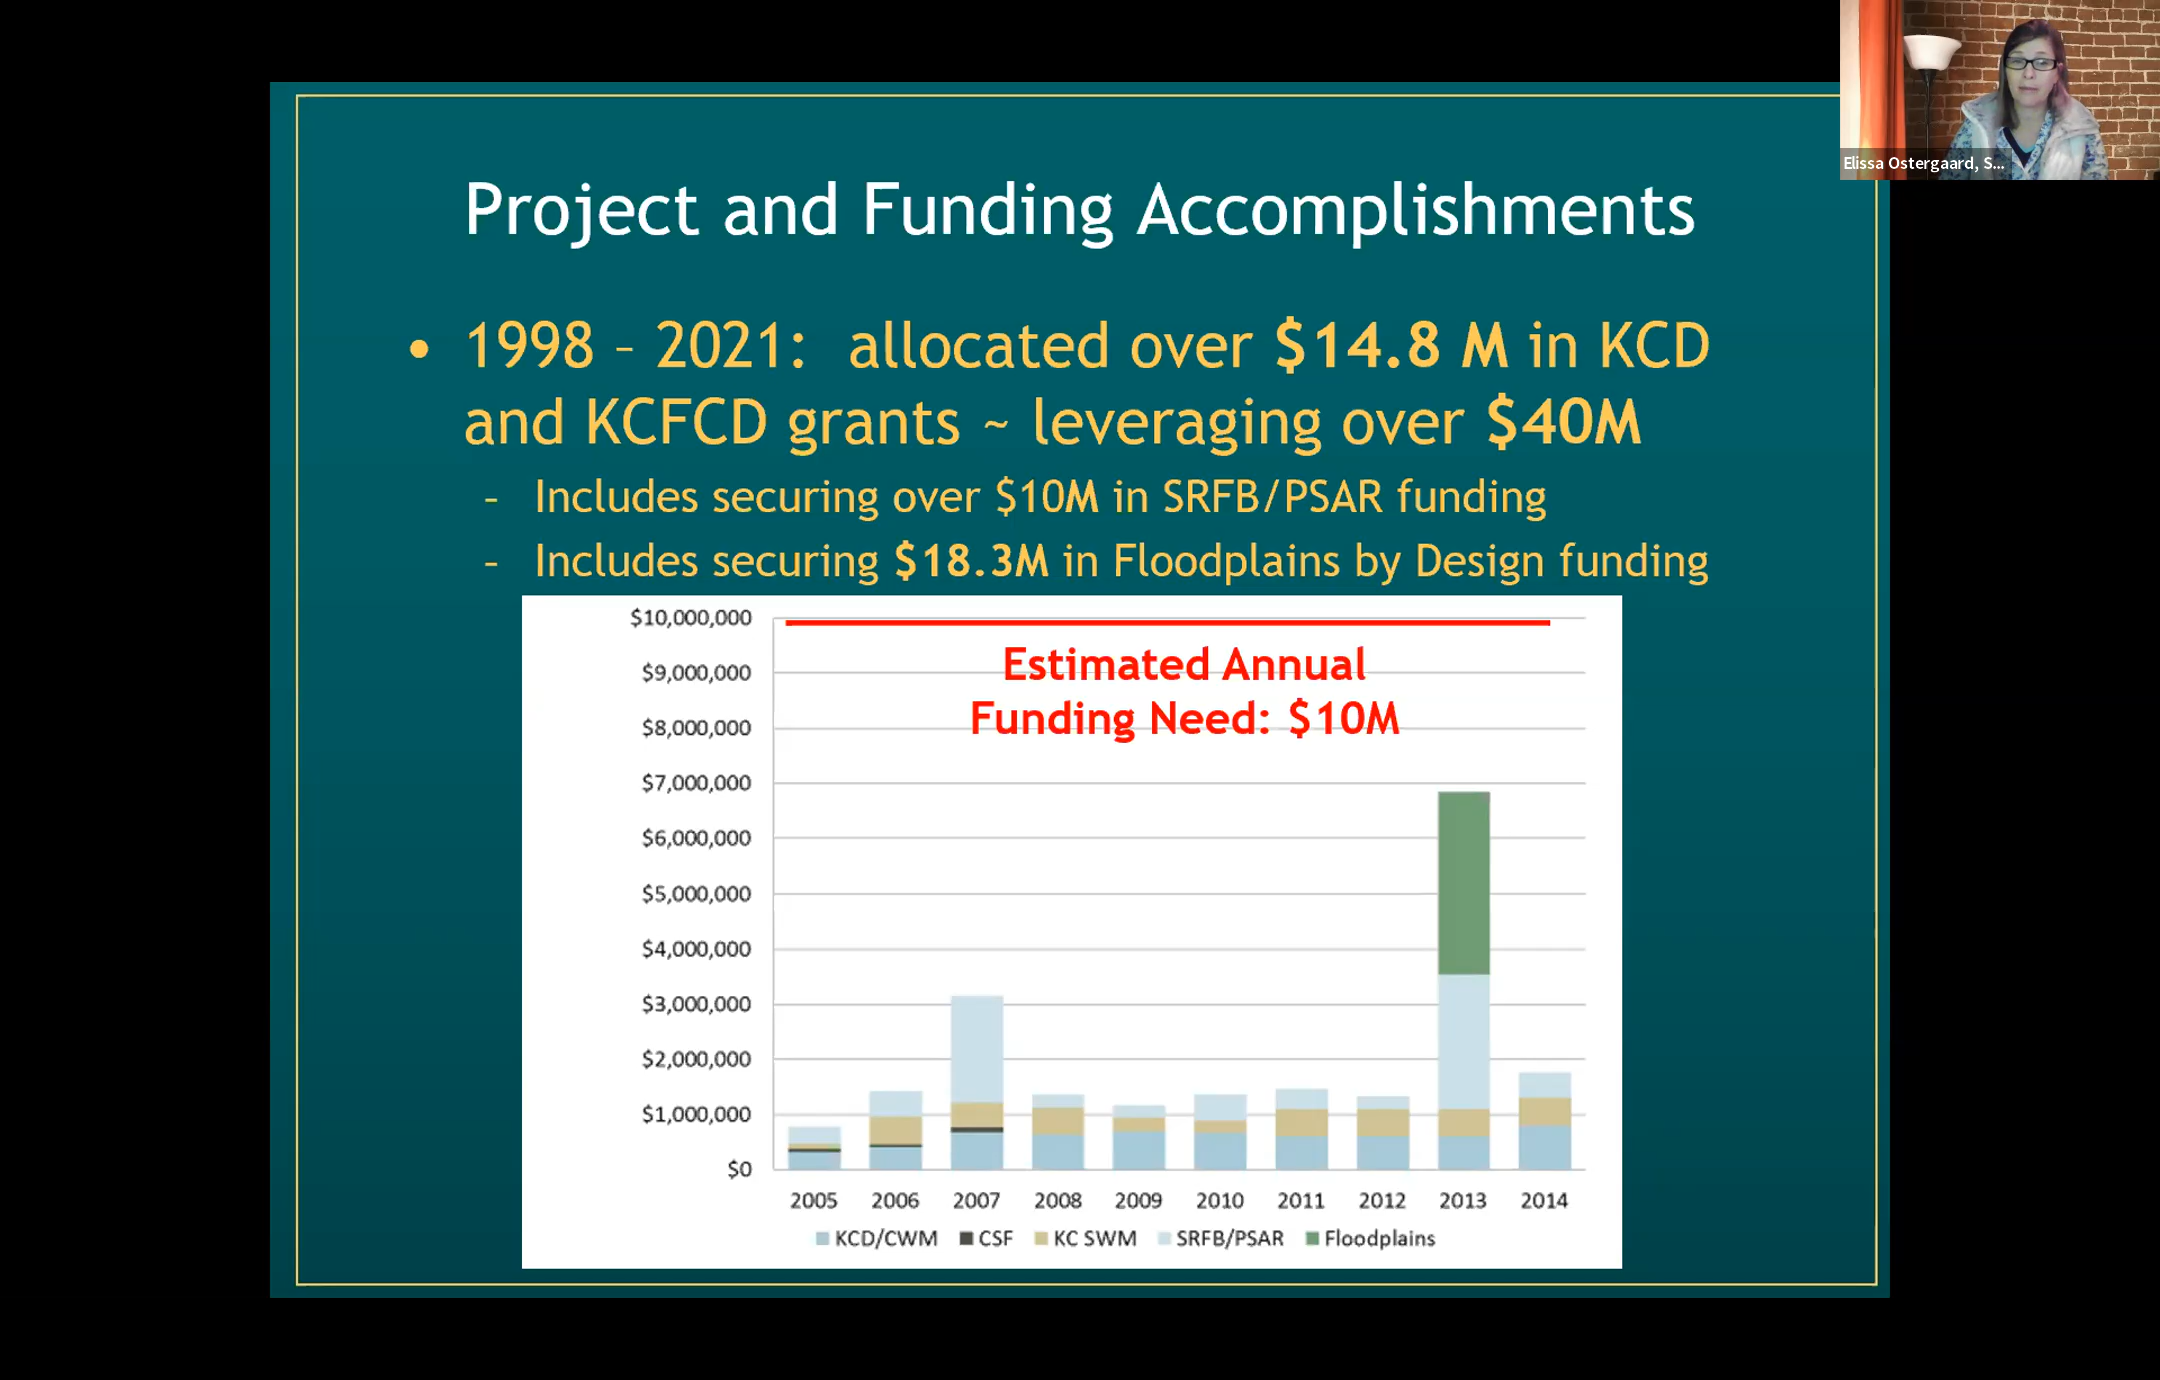 Elissa Ostergaard, S...
Project and Funding Accomplishments
• 1998 – 2021: allocated over $14.8 M in KCD
and KCFCD grants ~ leveraging over $40M
– Includes securing over $10M in SRFB/PSAR funding
– Includes securing $18.3M in Floodplains by Design funding
$10,000,000
Estimated Annual
Funding Need: $10M
$9,000,000
$8,000,000
$7,000,000
$6,000,000
$5,000,000
$4,000,000
$3,000,000
$2,000,000
$1,000,000
$0
2005 2006 2007 2008 2009 2010 2011 2012 2013 2014
KCD/CWM CSF KC SWM SRFB/PSAR Floodplains